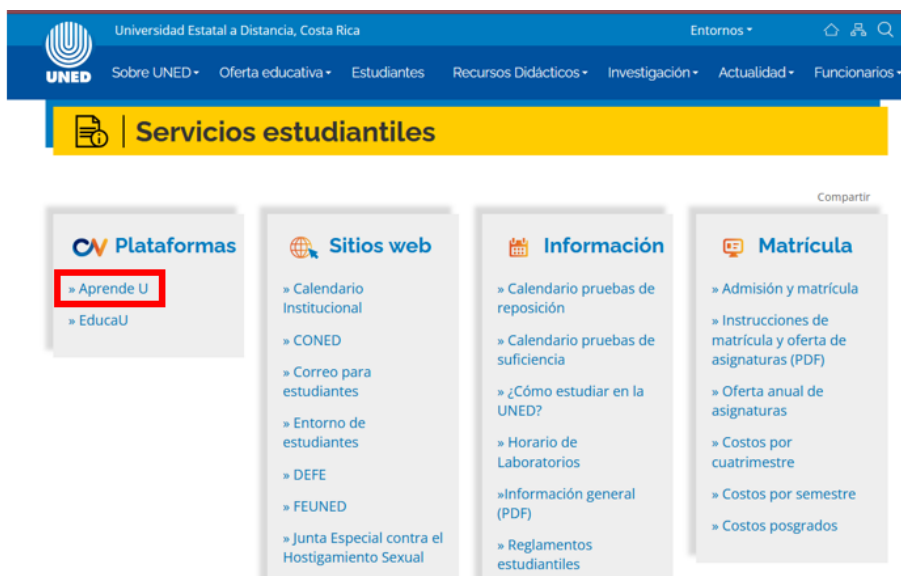 Universidad Estatal a Distancia, Costa Rica
Entornos
UNED
Sobre UNED
Oferta educativa
Estudiantes
Recursos Didácticos
Investigación
Actualidad
Funcionarios
Servicios estudiantiles
Compartir
Plataformas
» Aprende U
» EducaU
Sitios web
» Calendario
Institucional
» CONED
» Correo para
estudiantes
» Entorno de
estudiantes
» DEFE
» FEUNED
» Junta Especial contra el
Hostigamiento Sexual
Información
» Calendario pruebas de
reposición
» Calendario pruebas de
suficiencia
» ¿Cómo estudiar en la
UNED?
» Horario de
Laboratorios
»Información general
(PDF)
» Reglamentos
estudiantiles
Matrícula
» Admisión y matrícula
» Instrucciones de
matrícula y oferta de
asignaturas (PDF)
» Oferta anual de
asignaturas
» Costos por
cuatrimestre
» Costos por semestre
» Costos posgrados